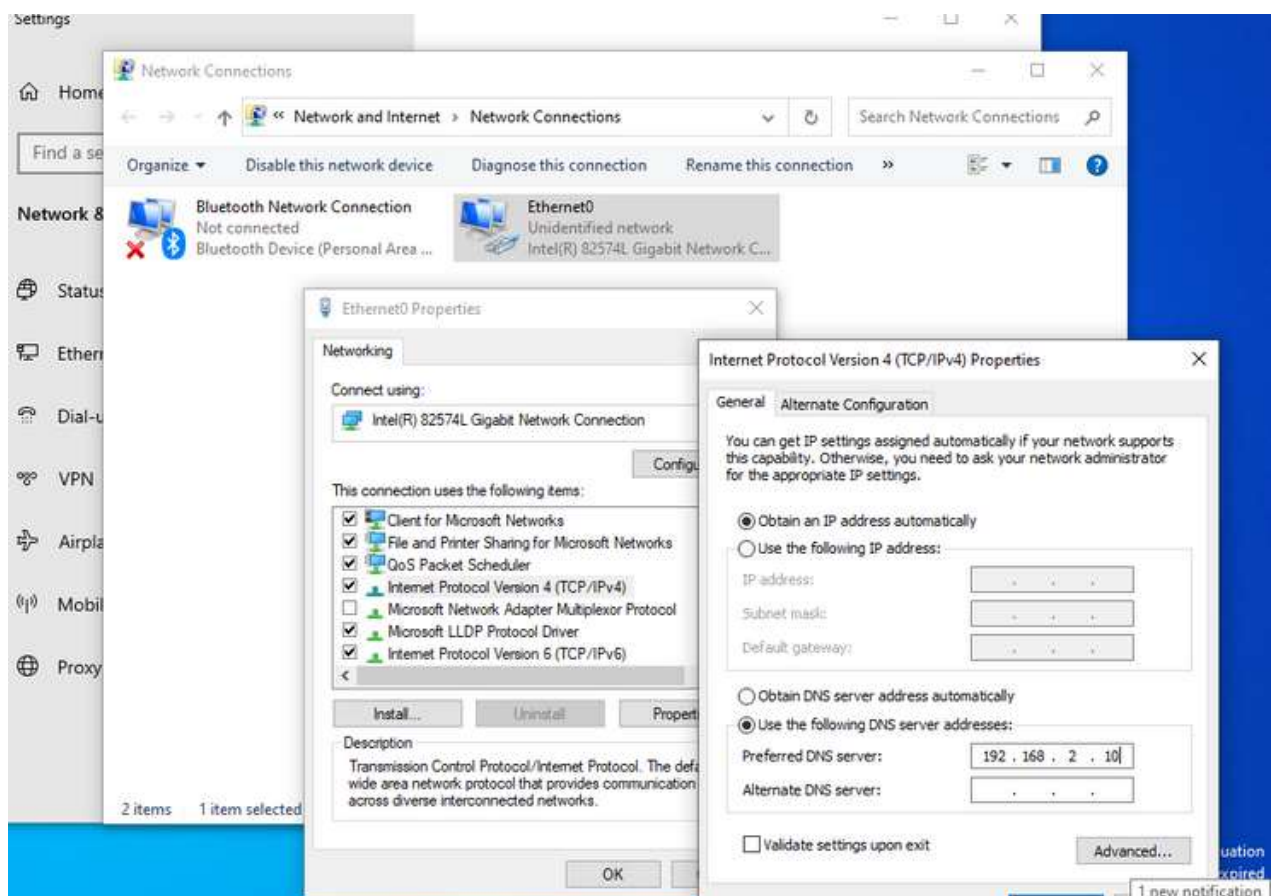 Settings
Network Connections
Home
« Network and Internet › Network Connections
Search Network Connections
Find a se
Organize
Disable this network device
Diagnose this connection
Rename this connection
»
Network &
Bluetooth Network Connection
Not connected
Bluetooth Device (Personal Area ...
Ethernet0
Unidentified network
Intel(R) 82574L Gigabit Network C...
Status
Ethern
Dial-u
VPN
Airpla
Mobil
Proxy
2 items
1 item selected
Ethernet0 Properties
Networking
Connect using:
Intel(R) 82574L Gigabit Network Connection
Configu
This connection uses the following items:
Client for Microsoft Networks
File and Printer Sharing for Microsoft Networks
QoS Packet Scheduler
Internet Protocol Version 4 (TCP/IPv4)
Microsoft Network Adapter Multiplexor Protocol
Microsoft LLDP Protocol Driver
Internet Protocol Version 6 (TCP/IPv6)
Install...
Uninstall
Propert
Description
Transmission Control Protocol/Internet Protocol. The defa
wide area network protocol that provides communication
across diverse interconnected networks.
OK
Internet Protocol Version 4 (TCP/IPv4) Properties
General
Alternate Configuration
You can get IP settings assigned automatically if your network supports
this capability. Otherwise, you need to ask your network administrator
for the appropriate IP settings.
Obtain an IP address automatically
Use the following IP address:
IP address:
Subnet mask:
Default gateway:
Obtain DNS server address automatically
Use the following DNS server addresses:
Preferred DNS server:
192 . 168 . 2 . 10
Alternate DNS server:
Validate settings upon exit
Advanced...
uation
xpired
1 new notification